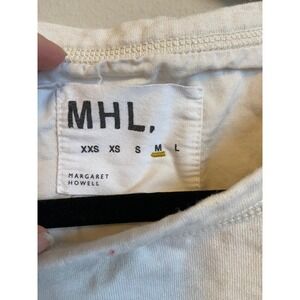 MHL.
XXS XS S M L
MARGARET
HOWELL